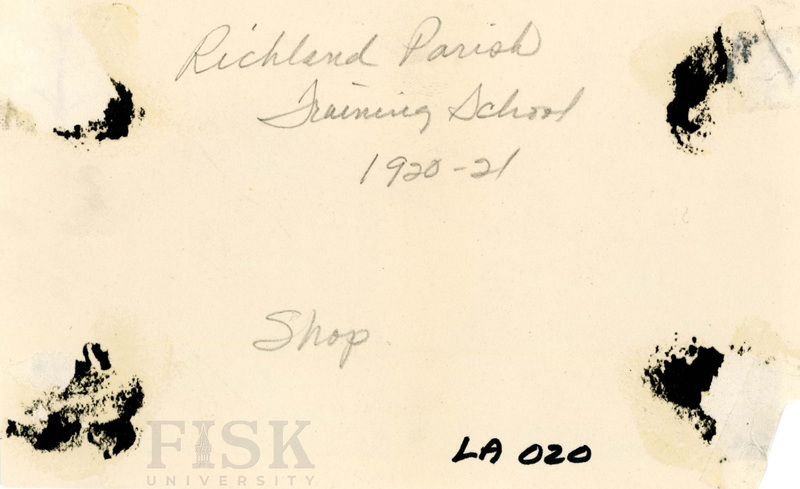 Richland Parish
Training School
1920-21
Shop
LA 020
FISK
UNIVERSITY